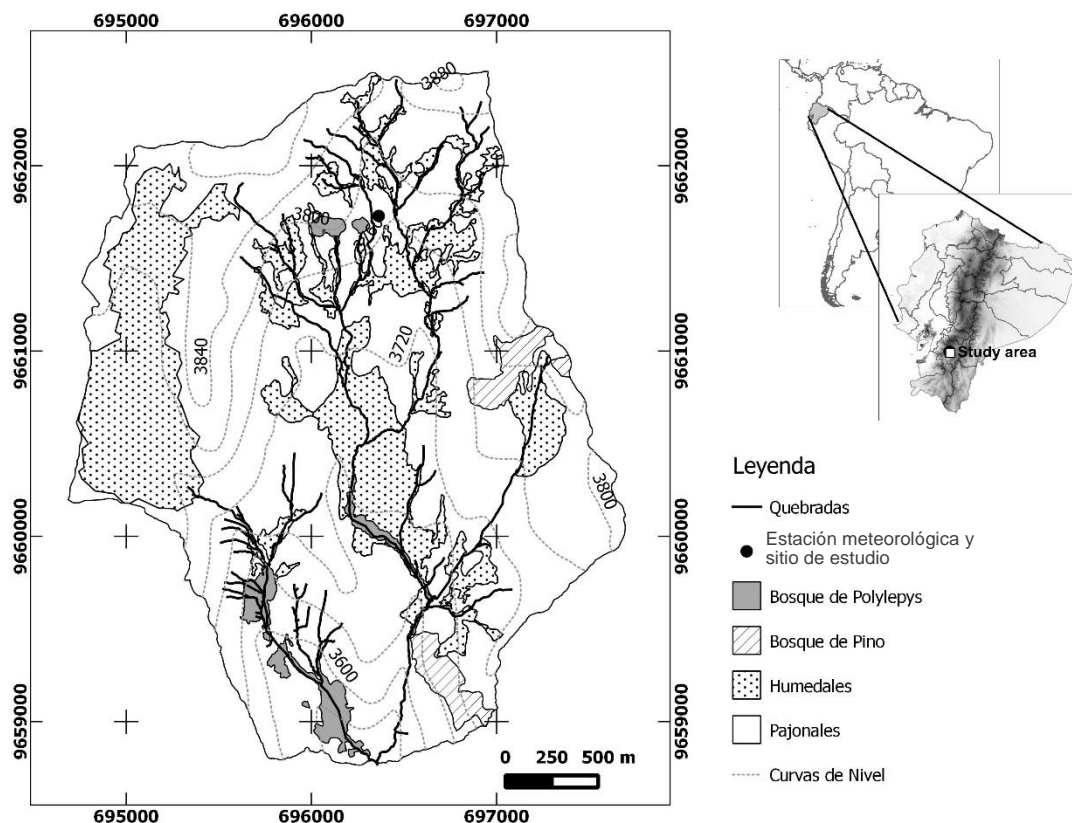 695000 696000 697000
3880
9662000 9662000
3800
9661000 9661000
3840
3720
3800
9660000 9660000
3600
9659000 9659000
0 250 500 m
695000 696000 697000
Study area
Leyenda
Quebradas
Estación meteorológica y
sitio de estudio
Bosque de Polylepys
Bosque de Pino
Humedales
Pajonales
Curvas de Nivel